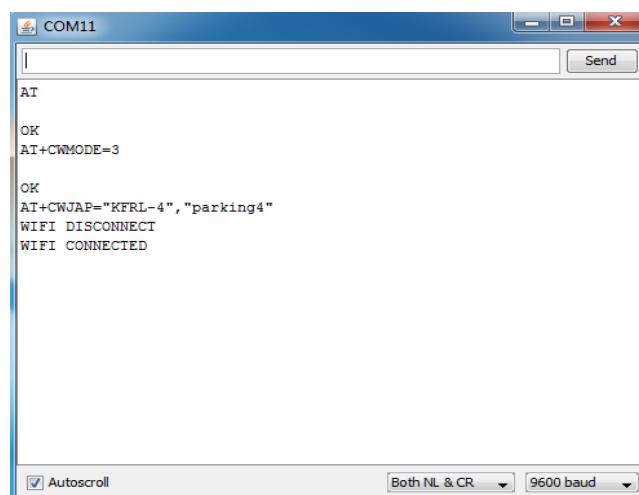 COM11
Send
AT
OK
AT+CWMODE=3
OK
AT+CWJAP="KFRL-4","parking4"
WIFI DISCONNECT
WIFI CONNECTED
Autoscroll
Both NL & CR
9600 baud